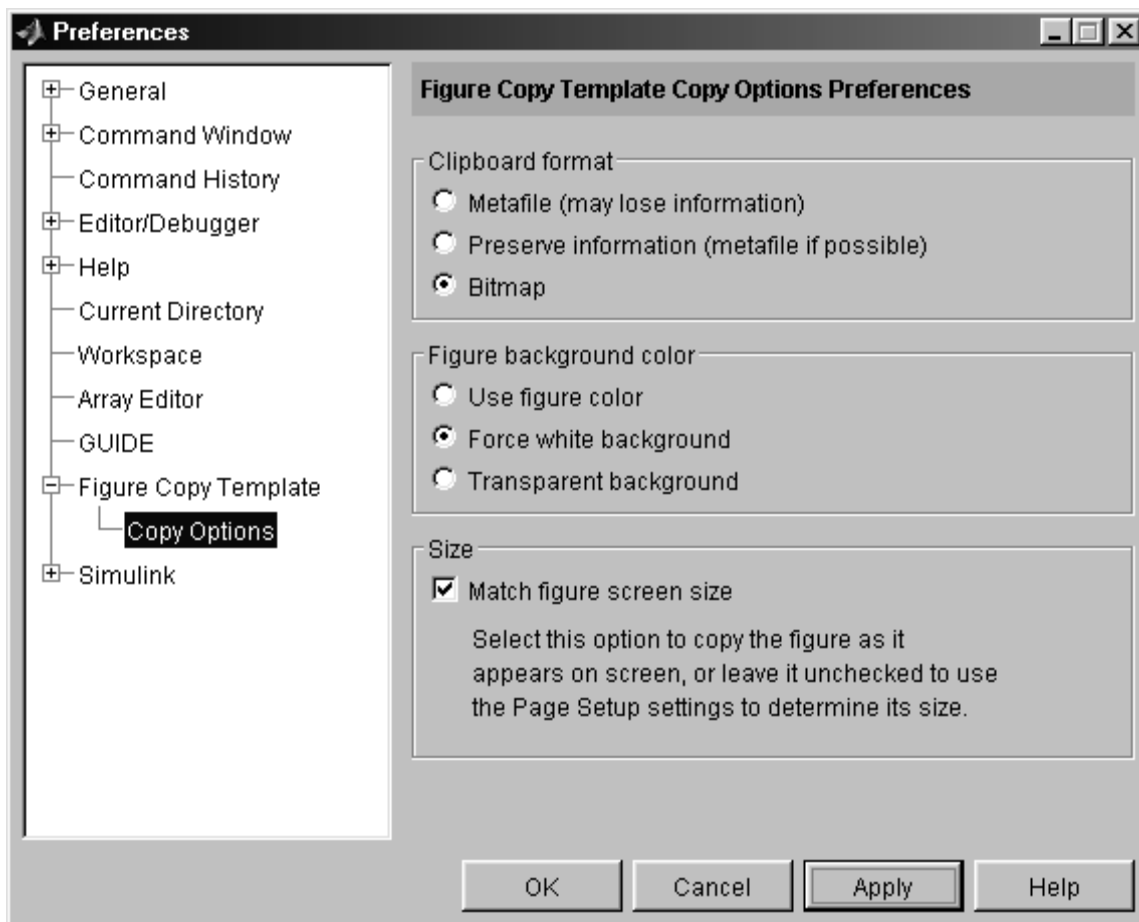 Preferences
General
Command Window
Command History
Editor/Debugger
Help
Current Directory
Workspace
Array Editor
GUIDE
Figure Copy Template
Copy Options
Simulink
Figure Copy Template Copy Options Preferences
Clipboard format
Metafile (may lose information)
Preserve information (metafile if possible)
Bitmap
Figure background color
Use figure color
Force white background
Transparent background
Size
Match figure screen size
Select this option to copy the figure as it
appears on screen, or leave it unchecked to use
the Page Setup settings to determine its size.
OK
Cancel
Apply
Help